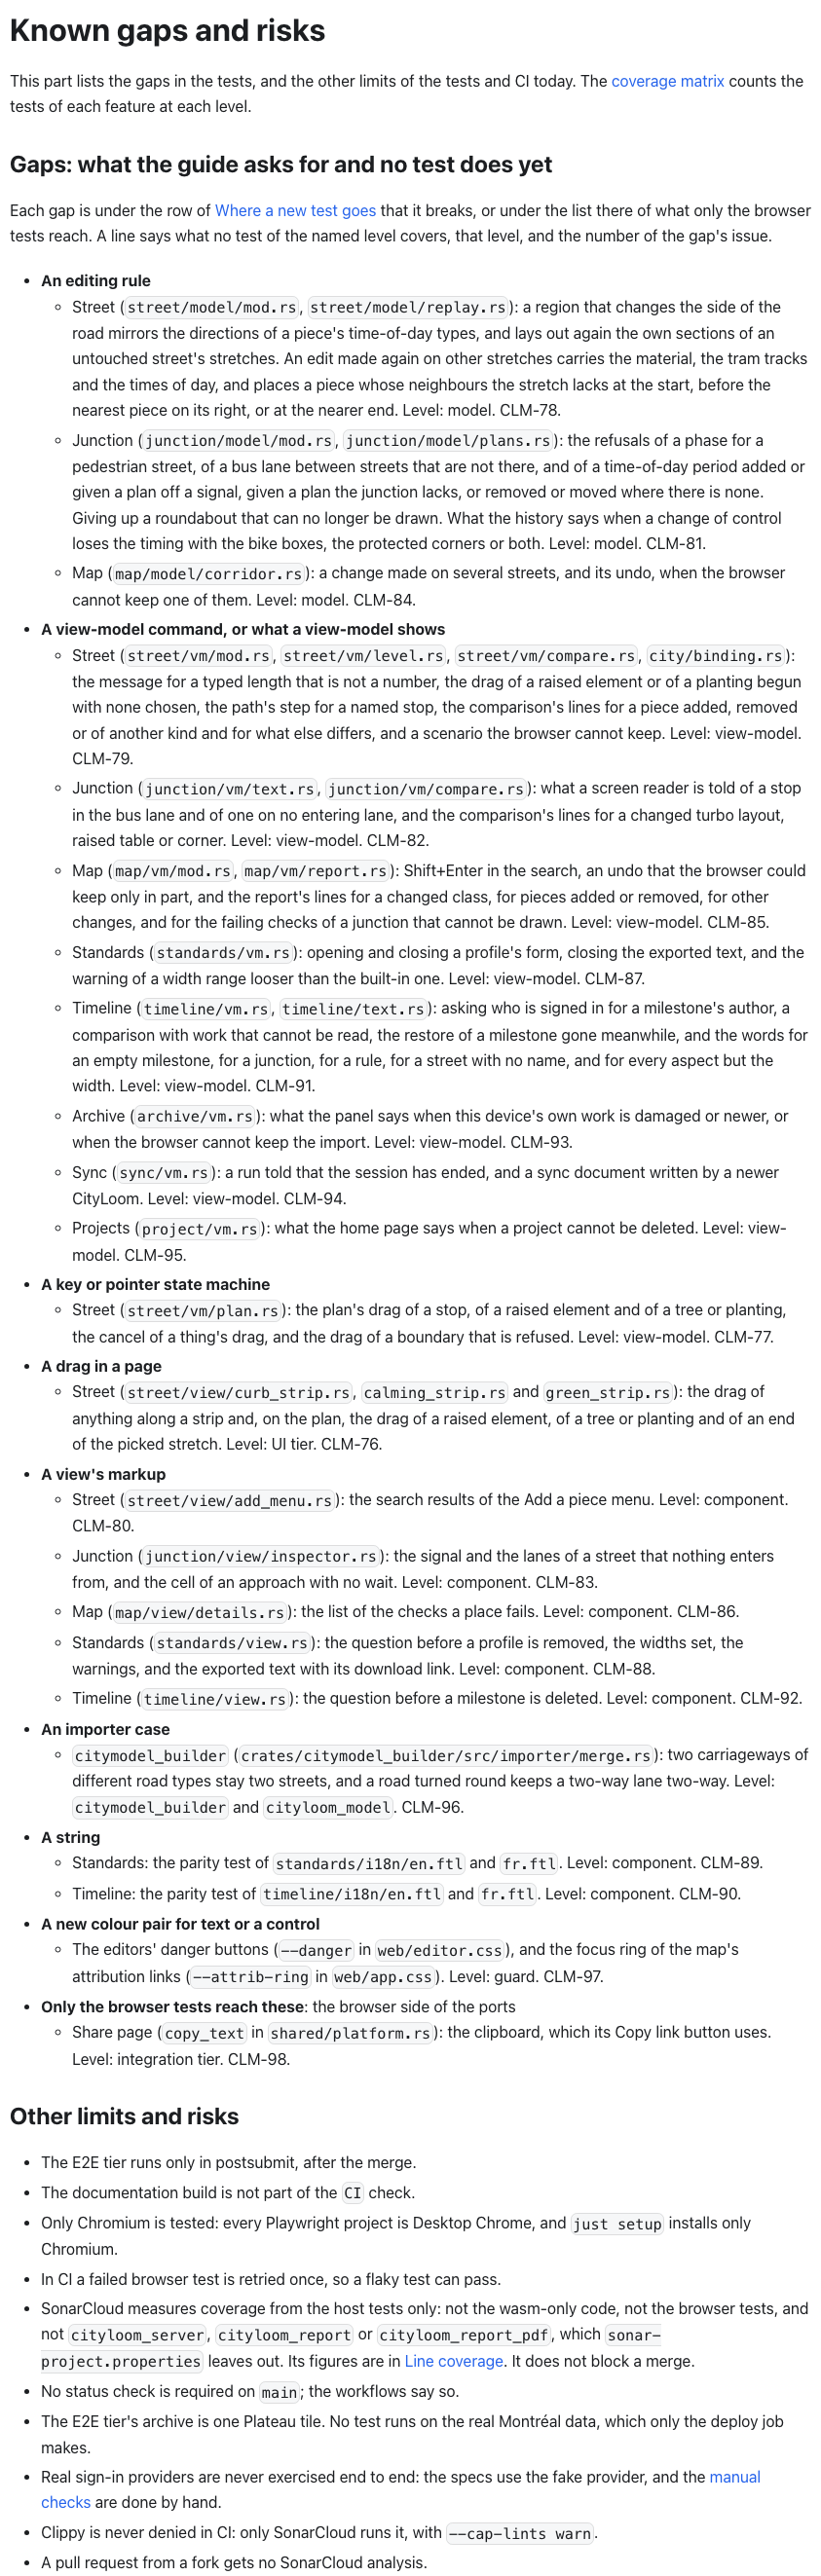 Known gaps and risks
This part lists the gaps in the tests, and the other limits of the tests and CI today. The coverage matrix counts the
tests of each feature at each level.
Gaps: what the guide asks for and no test does yet
Each gap is under the row of Where a new test goes that it breaks, or under the list there of what only the browser
tests reach. A line says what no test of the named level covers, that level, and the number of the gap's issue.
• An editing rule
◦ Street (street/model/mod.rs, street/model/replay.rs): a region that changes the side of the
road mirrors the directions of a piece's time-of-day types, and lays out again the own sections of an
untouched street's stretches. An edit made again on other stretches carries the material, the tram tracks
and the times of day, and places a piece whose neighbours the stretch lacks at the start, before the
nearest piece on its right, or at the nearer end. Level: model. CLM-78.
◦ Junction (junction/model/mod.rs, junction/model/plans.rs): the refusals of a phase for a
pedestrian street, of a bus lane between streets that are not there, and of a time-of-day period added or
given a plan off a signal, given a plan the junction lacks, or removed or moved where there is none.
Giving up a roundabout that can no longer be drawn. What the history says when a change of control
loses the timing with the bike boxes, the protected corners or both. Level: model. CLM-81.
◦ Map (map/model/corridor.rs): a change made on several streets, and its undo, when the browser
cannot keep one of them. Level: model. CLM-84.
• A view-model command, or what a view-model shows
◦ Street (street/vm/mod.rs, street/vm/level.rs, street/vm/compare.rs, city/binding.rs):
the message for a typed length that is not a number, the drag of a raised element or of a planting begun
with none chosen, the path's step for a named stop, the comparison's lines for a piece added, removed
or of another kind and for what else differs, and a scenario the browser cannot keep. Level: view-model.
CLM-79.
◦ Junction (junction/vm/text.rs, junction/vm/compare.rs): what a screen reader is told of a stop
in the bus lane and of one on no entering lane, and the comparison's lines for a changed turbo layout,
raised table or corner. Level: view-model. CLM-82.
◦ Map (map/vm/mod.rs, map/vm/report.rs): Shift+Enter in the search, an undo that the browser could
keep only in part, and the report's lines for a changed class, for pieces added or removed, for other
changes, and for the failing checks of a junction that cannot be drawn. Level: view-model. CLM-85.
◦ Standards (standards/vm.rs): opening and closing a profile's form, closing the exported text, and the
warning of a width range looser than the built-in one. Level: view-model. CLM-87.
◦ Timeline (timeline/vm.rs, timeline/text.rs): asking who is signed in for a milestone's author, a
comparison with work that cannot be read, the restore of a milestone gone meanwhile, and the words for
an empty milestone, for a junction, for a rule, for a street with no name, and for every aspect but the
width. Level: view-model. CLM-91.
◦ Archive (archive/vm.rs): what the panel says when this device's own work is damaged or newer, or
when the browser cannot keep the import. Level: view-model. CLM-93.
◦ Sync (sync/vm.rs): a run told that the session has ended, and a sync document written by a newer
CityLoom. Level: view-model. CLM-94.
◦ Projects (project/vm.rs): what the home page says when a project cannot be deleted. Level: view-
model. CLM-95.
• A key or pointer state machine
◦ Street (street/vm/plan.rs): the plan's drag of a stop, of a raised element and of a tree or planting,
the cancel of a thing's drag, and the drag of a boundary that is refused. Level: view-model. CLM-77.
• A drag in a page
◦ Street (street/view/curb_strip.rs, calming_strip.rs and green_strip.rs): the drag of
anything along a strip and, on the plan, the drag of a raised element, of a tree or planting and of an end
of the picked stretch. Level: UI tier. CLM-76.
• A view's markup
◦ Street (street/view/add_menu.rs): the search results of the Add a piece menu. Level: component.
CLM-80.
◦ Junction (junction/view/inspector.rs): the signal and the lanes of a street that nothing enters
from, and the cell of an approach with no wait. Level: component. CLM-83.
◦ Map (map/view/details.rs): the list of the checks a place fails. Level: component. CLM-86.
◦ Standards (standards/view.rs): the question before a profile is removed, the widths set, the
warnings, and the exported text with its download link. Level: component. CLM-88.
◦ Timeline (timeline/view.rs): the question before a milestone is deleted. Level: component. CLM-92.
• An importer case
◦ citymodel_builder (crates/citymodel_builder/src/importer/merge.rs): two carriageways of
different road types stay two streets, and a road turned round keeps a two-way lane two-way. Level:
citymodel_builder and cityloom_model. CLM-96.
• A string
◦ Standards: the parity test of standards/i18n/en.ftl and fr.ftl. Level: component. CLM-89.
◦ Timeline: the parity test of timeline/i18n/en.ftl and fr.ftl. Level: component. CLM-90.
• A new colour pair for text or a control
◦ The editors' danger buttons (--danger in web/editor.css), and the focus ring of the map's
attribution links (--attrib-ring in web/app.css). Level: guard. CLM-97.
• Only the browser tests reach these: the browser side of the ports
◦ Share page (copy_text in shared/platform.rs): the clipboard, which its Copy link button uses.
Level: integration tier. CLM-98.
Other limits and risks
• The E2E tier runs only in postsubmit, after the merge.
• The documentation build is not part of the CI check.
• Only Chromium is tested: every Playwright project is Desktop Chrome, and just setup installs only
Chromium.
• In CI a failed browser test is retried once, so a flaky test can pass.
• SonarCloud measures coverage from the host tests only: not the wasm-only code, not the browser tests, and
not cityloom_server, cityloom_report or cityloom_report_pdf, which sonar-
project.properties leaves out. Its figures are in Line coverage. It does not block a merge.
• No status check is required on main; the workflows say so.
• The E2E tier's archive is one Plateau tile. No test runs on the real Montréal data, which only the deploy job
makes.
• Real sign-in providers are never exercised end to end: the specs use the fake provider, and the manual
checks are done by hand.
• Clippy is never denied in CI: only SonarCloud runs it, with --cap-lints warn.
• A pull request from a fork gets no SonarCloud analysis.